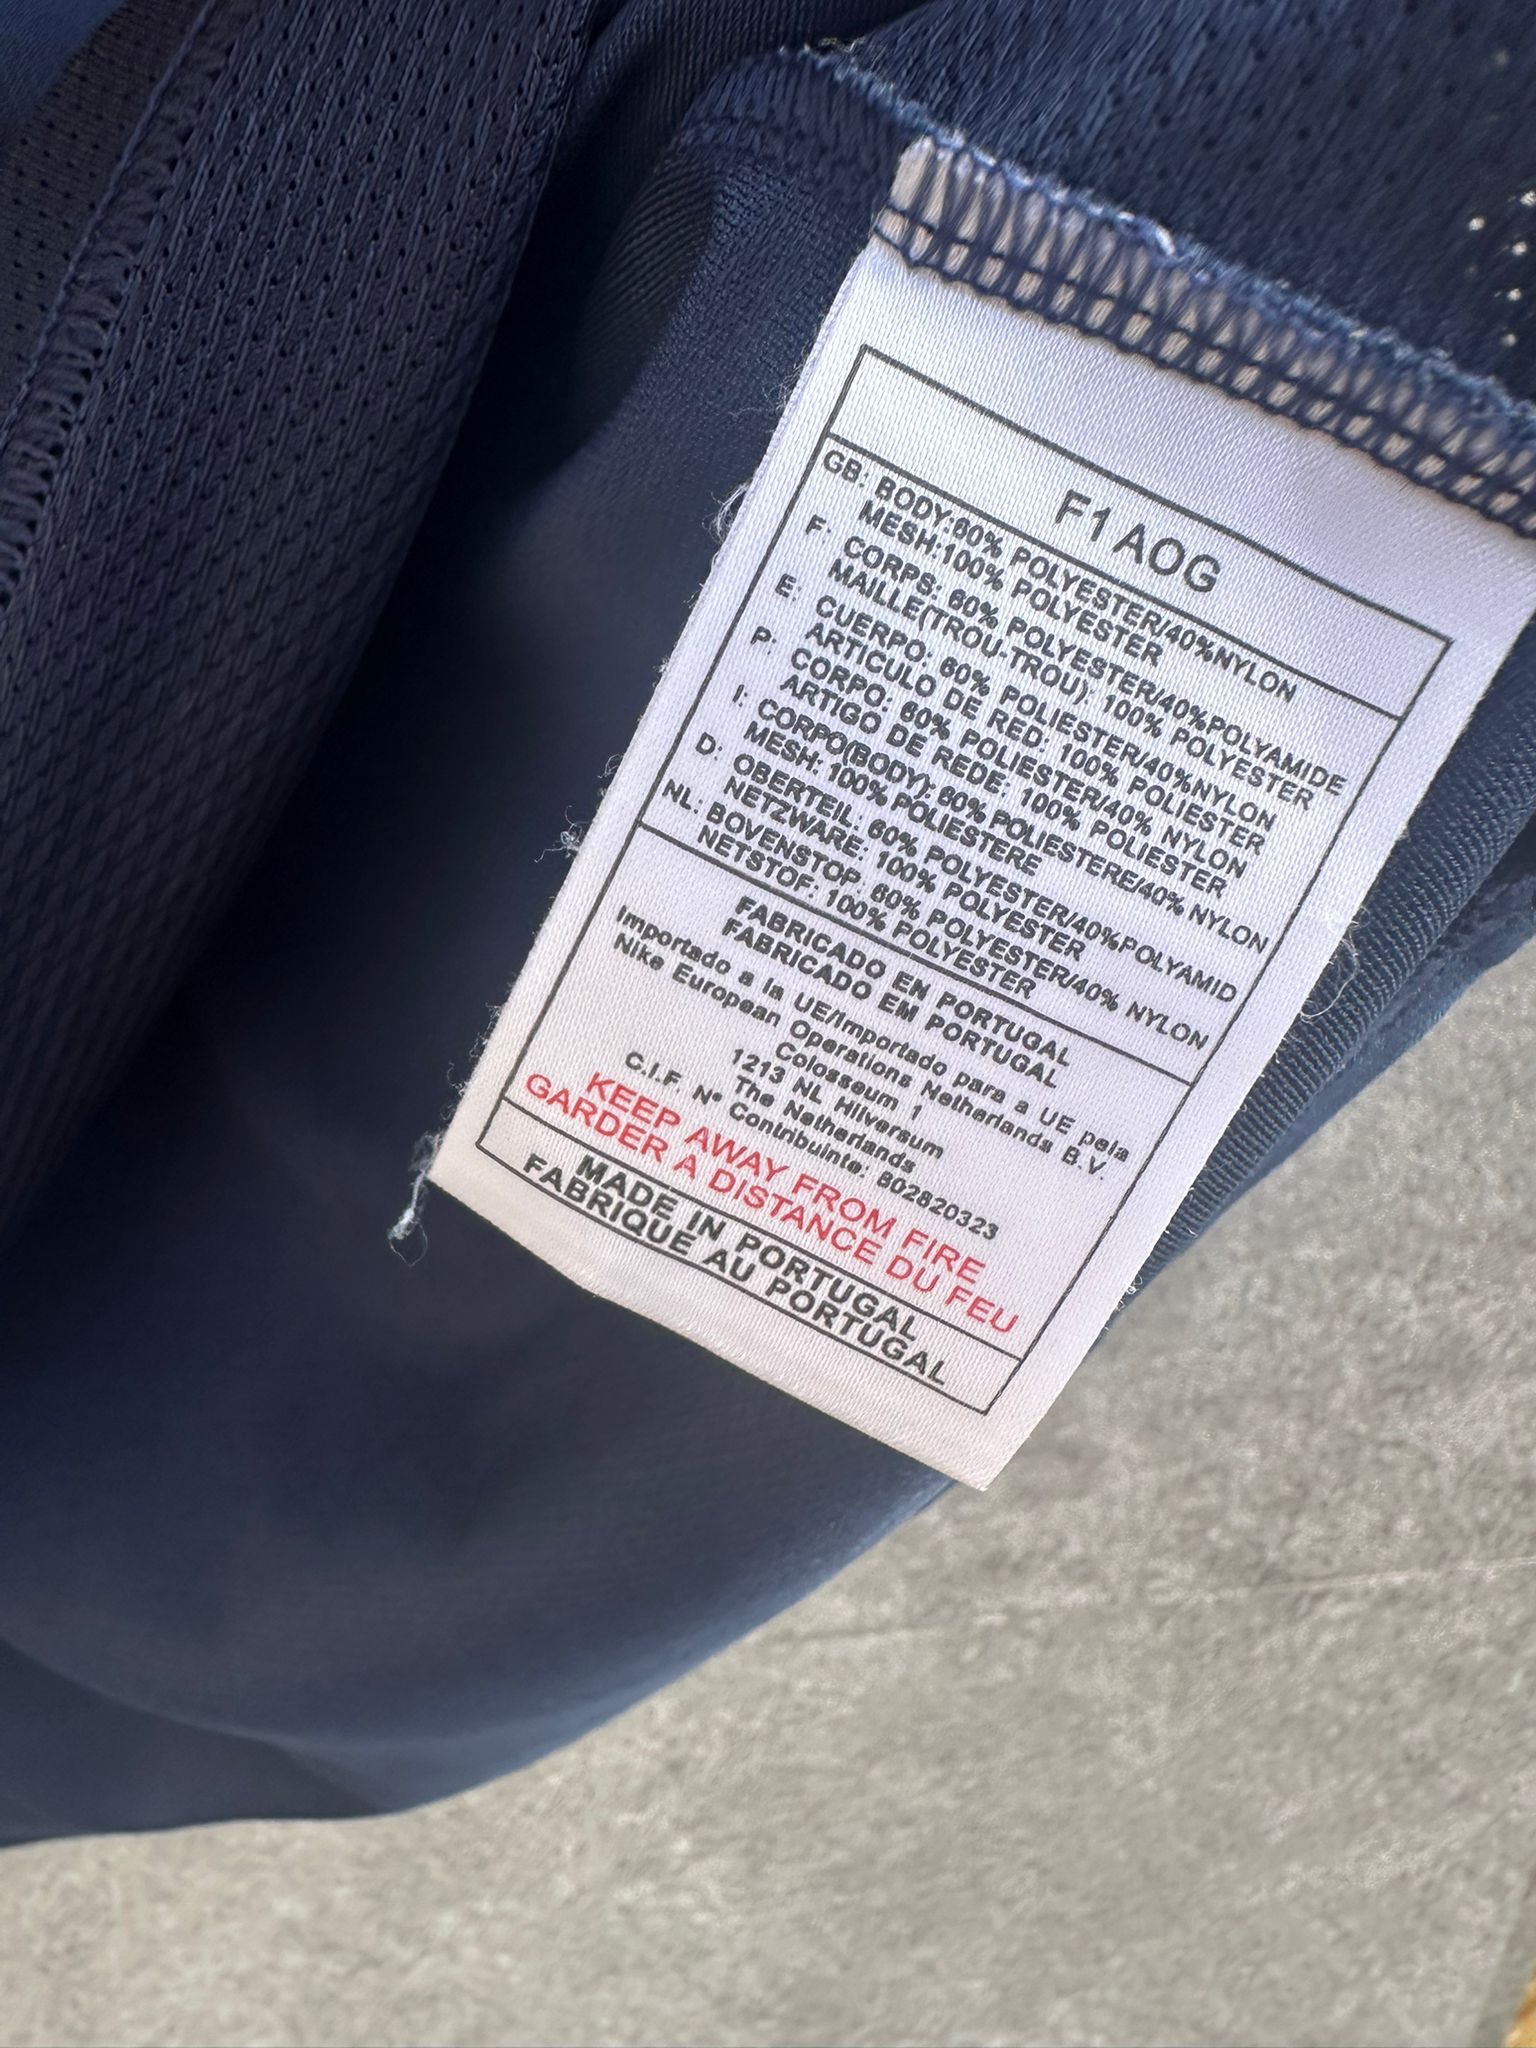 F1 AOG
GB: BODY:60% POLYESTER/40%NYLON
MESH:100% POLYESTER
F: CORPS: 60% POLYESTER/40%POLYAMIDE
MAILLE(TROU-TROU): 100% POLYESTER
E: CUERPO: 60% POLIESTER/40%NYLON
ARTICULO DE RED: 100% POLIESTER
P: CORPO: 60% POLIESTER/40% NYLON
ARTIGO DE REDE: 100% POLIESTER
I: CORPO(BODY): 60% POLIESTERE/40% NYLON
MESH: 100% POLIESTERE
D: OBERTEIL: 60% POLYESTER/40%POLYAMID
NETZWARE: 100% POLYESTER
NL: BOVENSTOP: 60% POLYESTER/40% NYLON
NETSTOF: 100% POLYESTER
FABRICADO EN PORTUGAL
FABRICADO EM PORTUGAL
Importado a la UE/Importado para a UE pela
Nike European Operations Netherlands B.V.
Colosseum 1
1213 NL Hilversum
The Netherlands
C.I.F. Nº Contribuinte: 802820323
KEEP AWAY FROM FIRE
GARDER A DISTANCE DU FEU
MADE IN PORTUGAL
FABRIQUE AU PORTUGAL